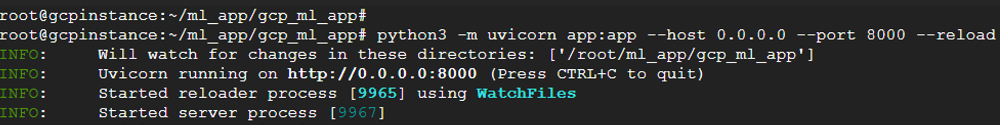 root@gcpinstance:~/ml_app/gcp_ml_app#
root@gcpinstance:~/ml_app/gcp_ml_app# python3 -m uvicorn app:app --host 0.0.0.0 --port 8000 --reload
INFO:     Will watch for changes in these directories: ['/root/ml_app/gcp_ml_app']
INFO:     Uvicorn running on http://0.0.0.0:8000 (Press CTRL+C to quit)
INFO:     Started reloader process [9965] using WatchFiles
INFO:     Started server process [9967]